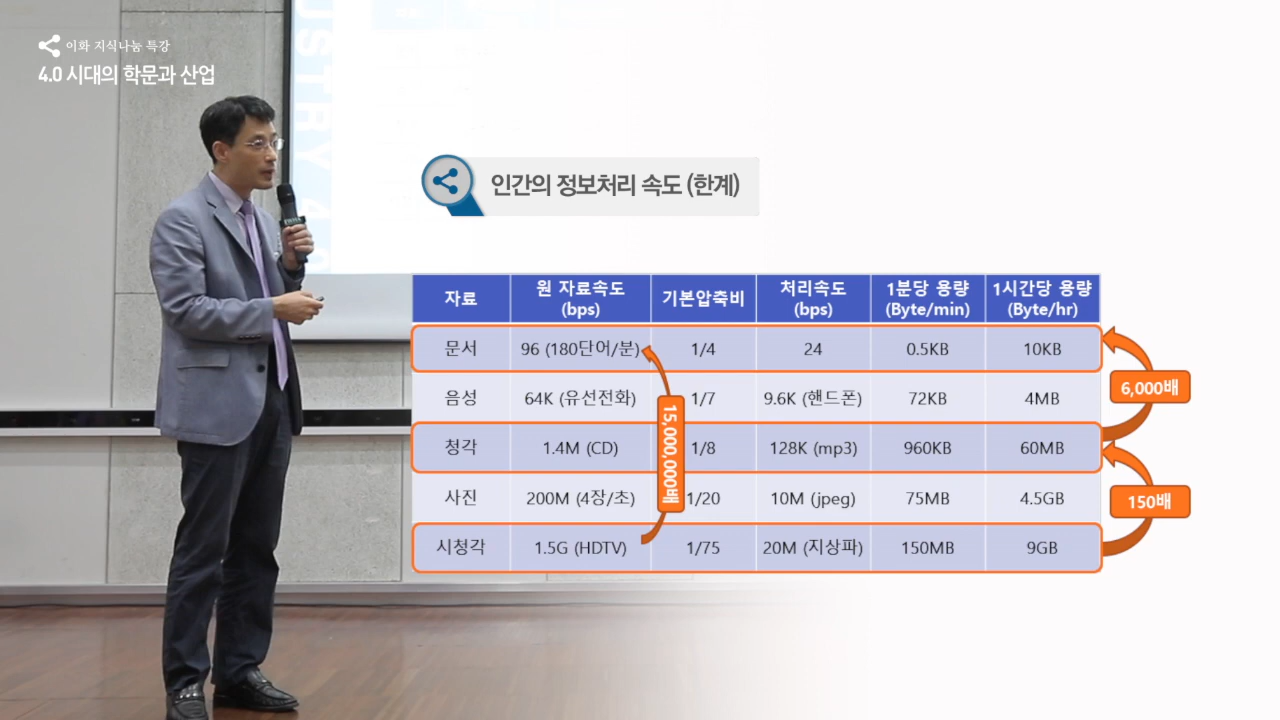 이화 지식나눔 특강
4.0 시대의 학문과 산업
USTRY 4.0
인간의 정보처리 속도 (한계)
자료 원 자료속도 (bps) 기본압축비 처리속도 (bps) 1분당 용량 (Byte/min) 1시간당 용량 (Byte/hr)
문서 96 (180단어/분) 1/4 24 0.5KB 10KB
음성 64K (유선전화) 1/7 9.6K (핸드폰) 72KB 4MB
청각 1.4M (CD) 1/8 128K (mp3) 960KB 60MB
사진 200M (4장/초) 1/20 10M (jpeg) 75MB 4.5GB
시청각 1.5G (HDTV) 1/75 20M (지상파) 150MB 9GB
15,000,000배
6,000배
150배